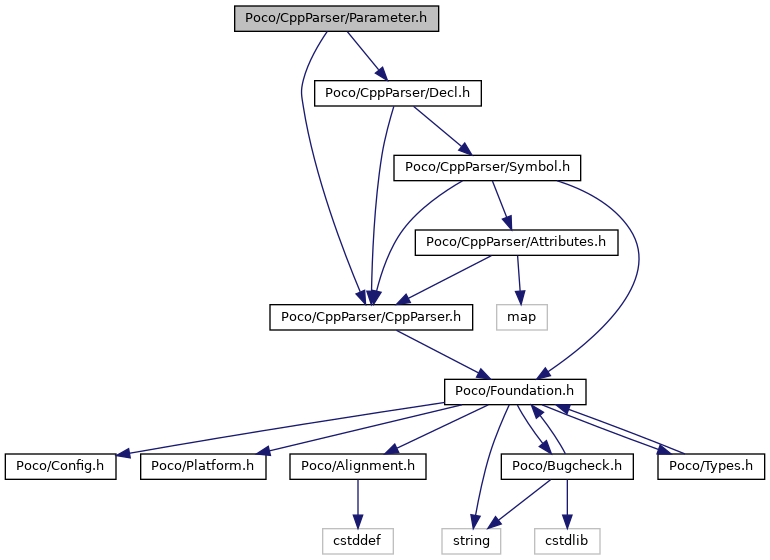 Poco/CppParser/Parameter.h
Poco/CppParser/Decl.h
Poco/CppParser/Symbol.h
Poco/CppParser/Attributes.h
Poco/CppParser/CppParser.h
map
Poco/Foundation.h
Poco/Config.h
Poco/Platform.h
Poco/Alignment.h
Poco/Bugcheck.h
Poco/Types.h
cstddef
string
cstdlib